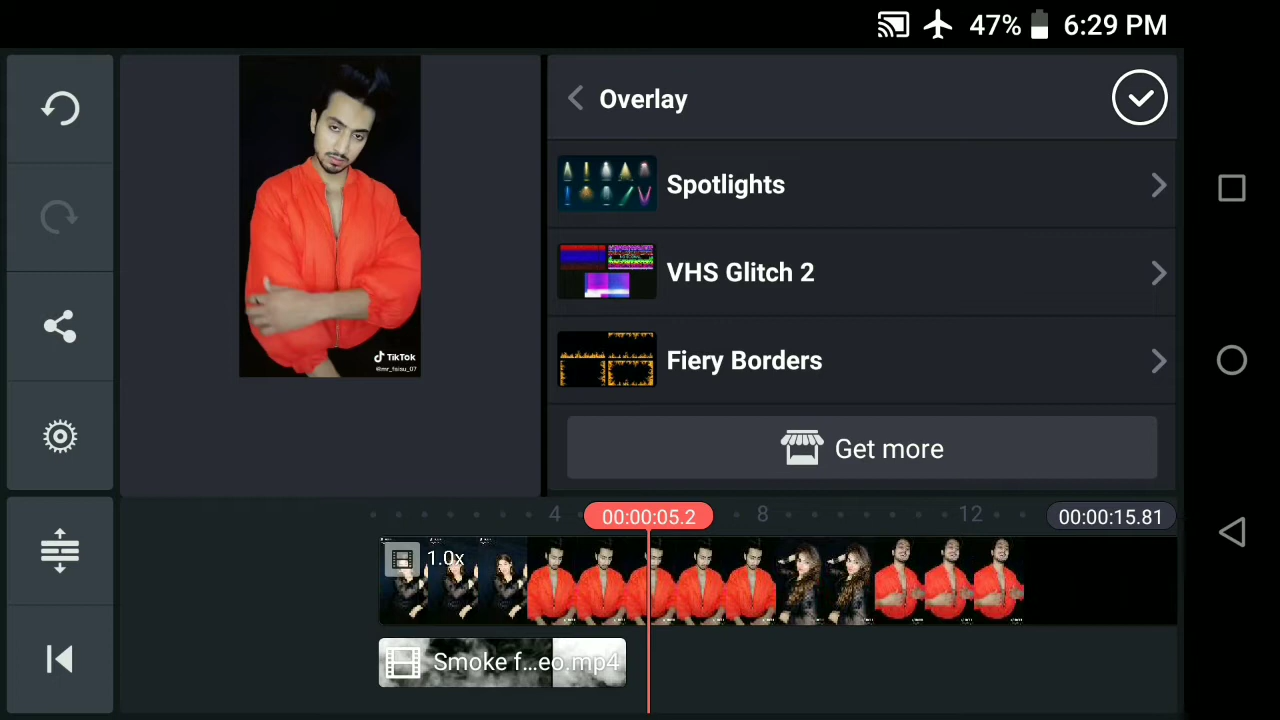 47% 6:29 PM
Overlay
Spotlights
VHS Glitch 2
Fiery Borders
Get more
TikTok
@mr_faisu_07
4 00:00:05.2 8 12 00:00:15.81
1.0x
Smoke f...eo.mp4